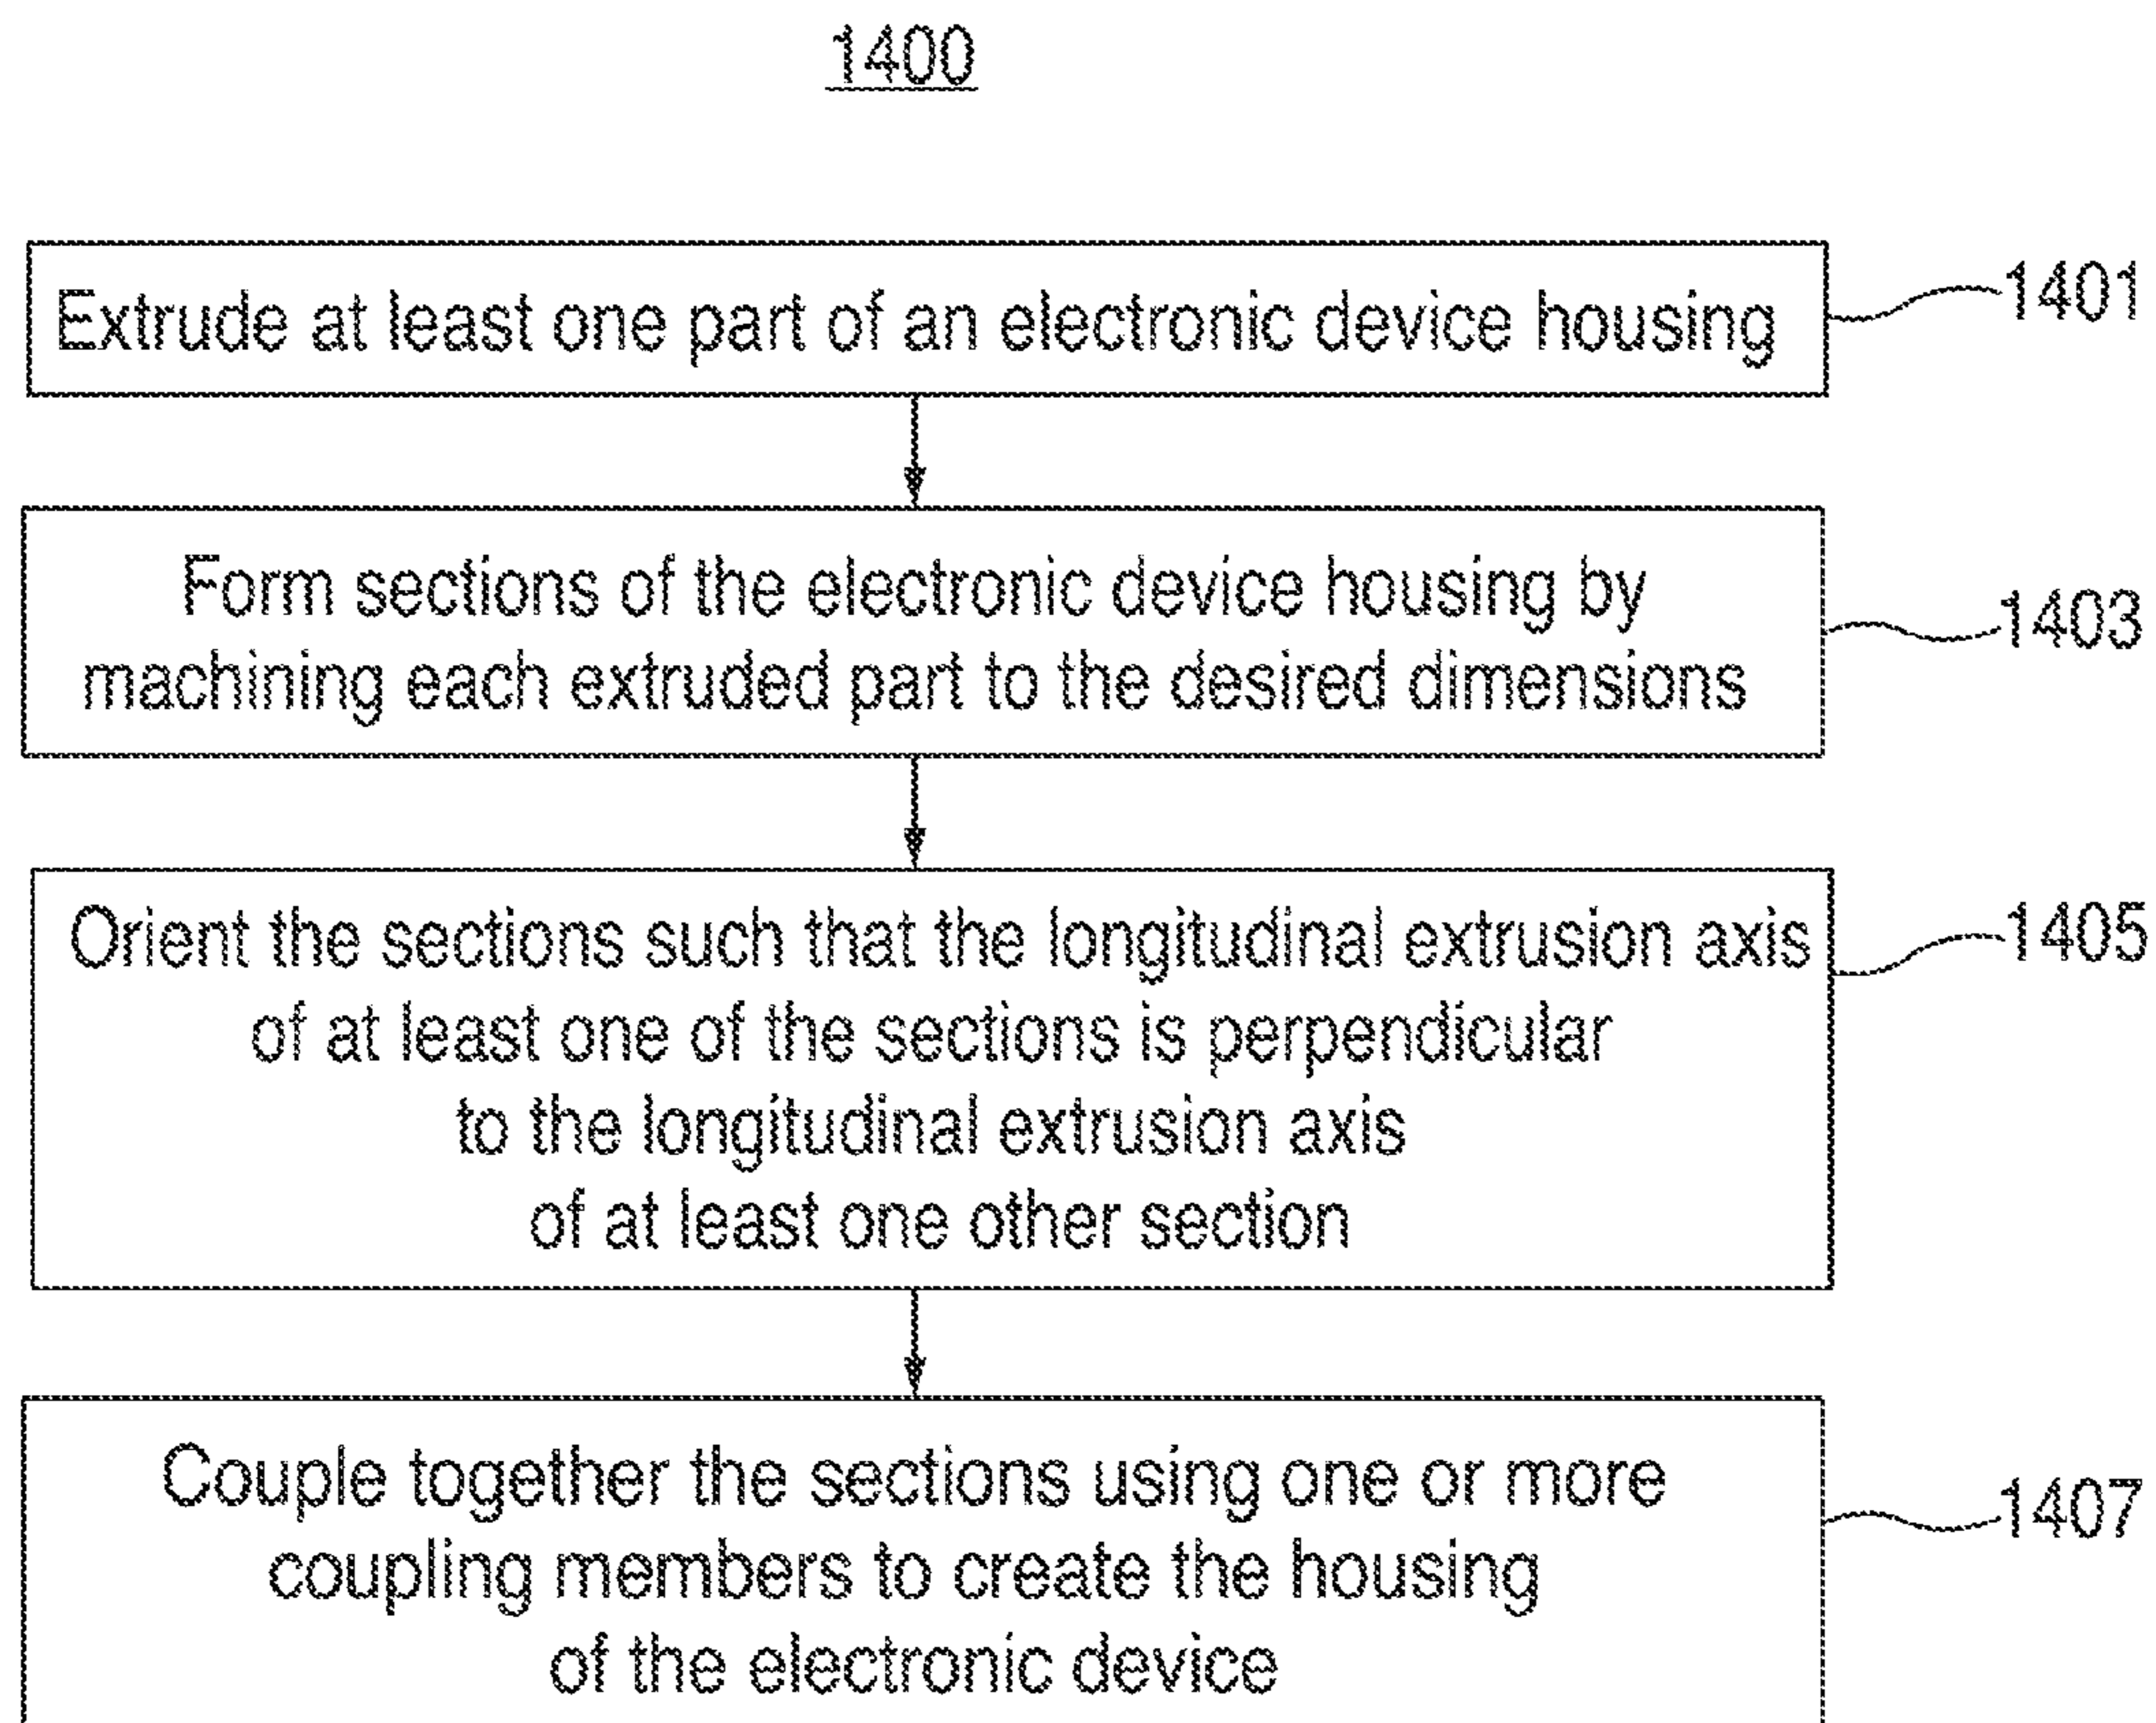 1400
Extrude at least one part of an electronic device housing
1401
Form sections of the electronic device housing by
machining each extruded part to the desired dimensions
1403
Orient the sections such that the longitudinal extrusion axis
of at least one of the sections is perpendicular
to the longitudinal extrusion axis
of at least one other section
1405
Couple together the sections using one or more
coupling members to create the housing
of the electronic device
1407